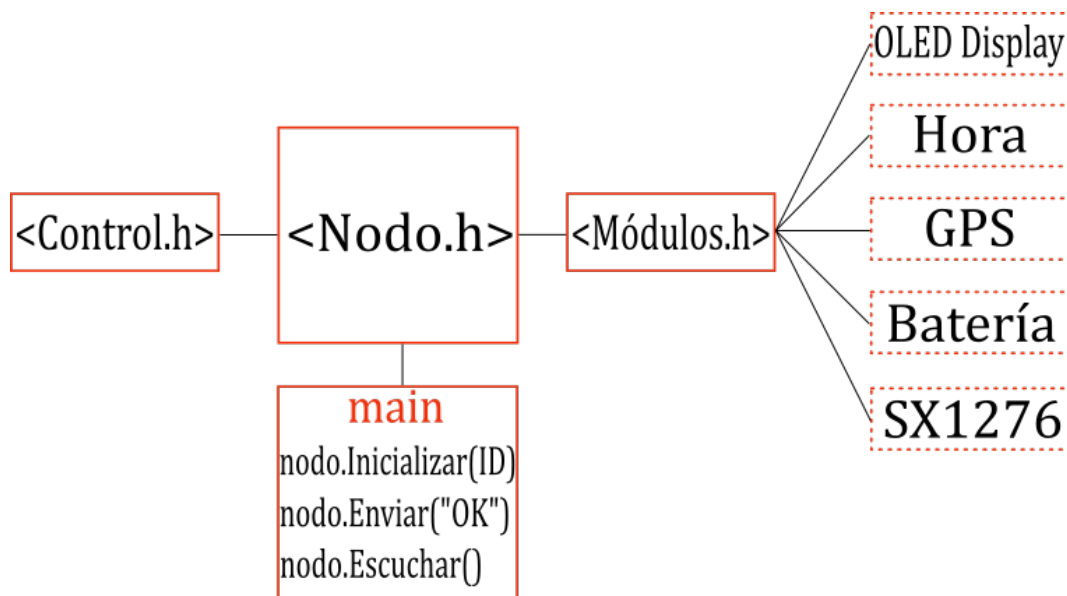 <Control.h>
<Nodo.h>
<Módulos.h>
OLED Display
Hora
GPS
Batería
SX1276
main
nodo.Inicializar(ID)
nodo.Enviar("OK")
nodo.Escuchar()